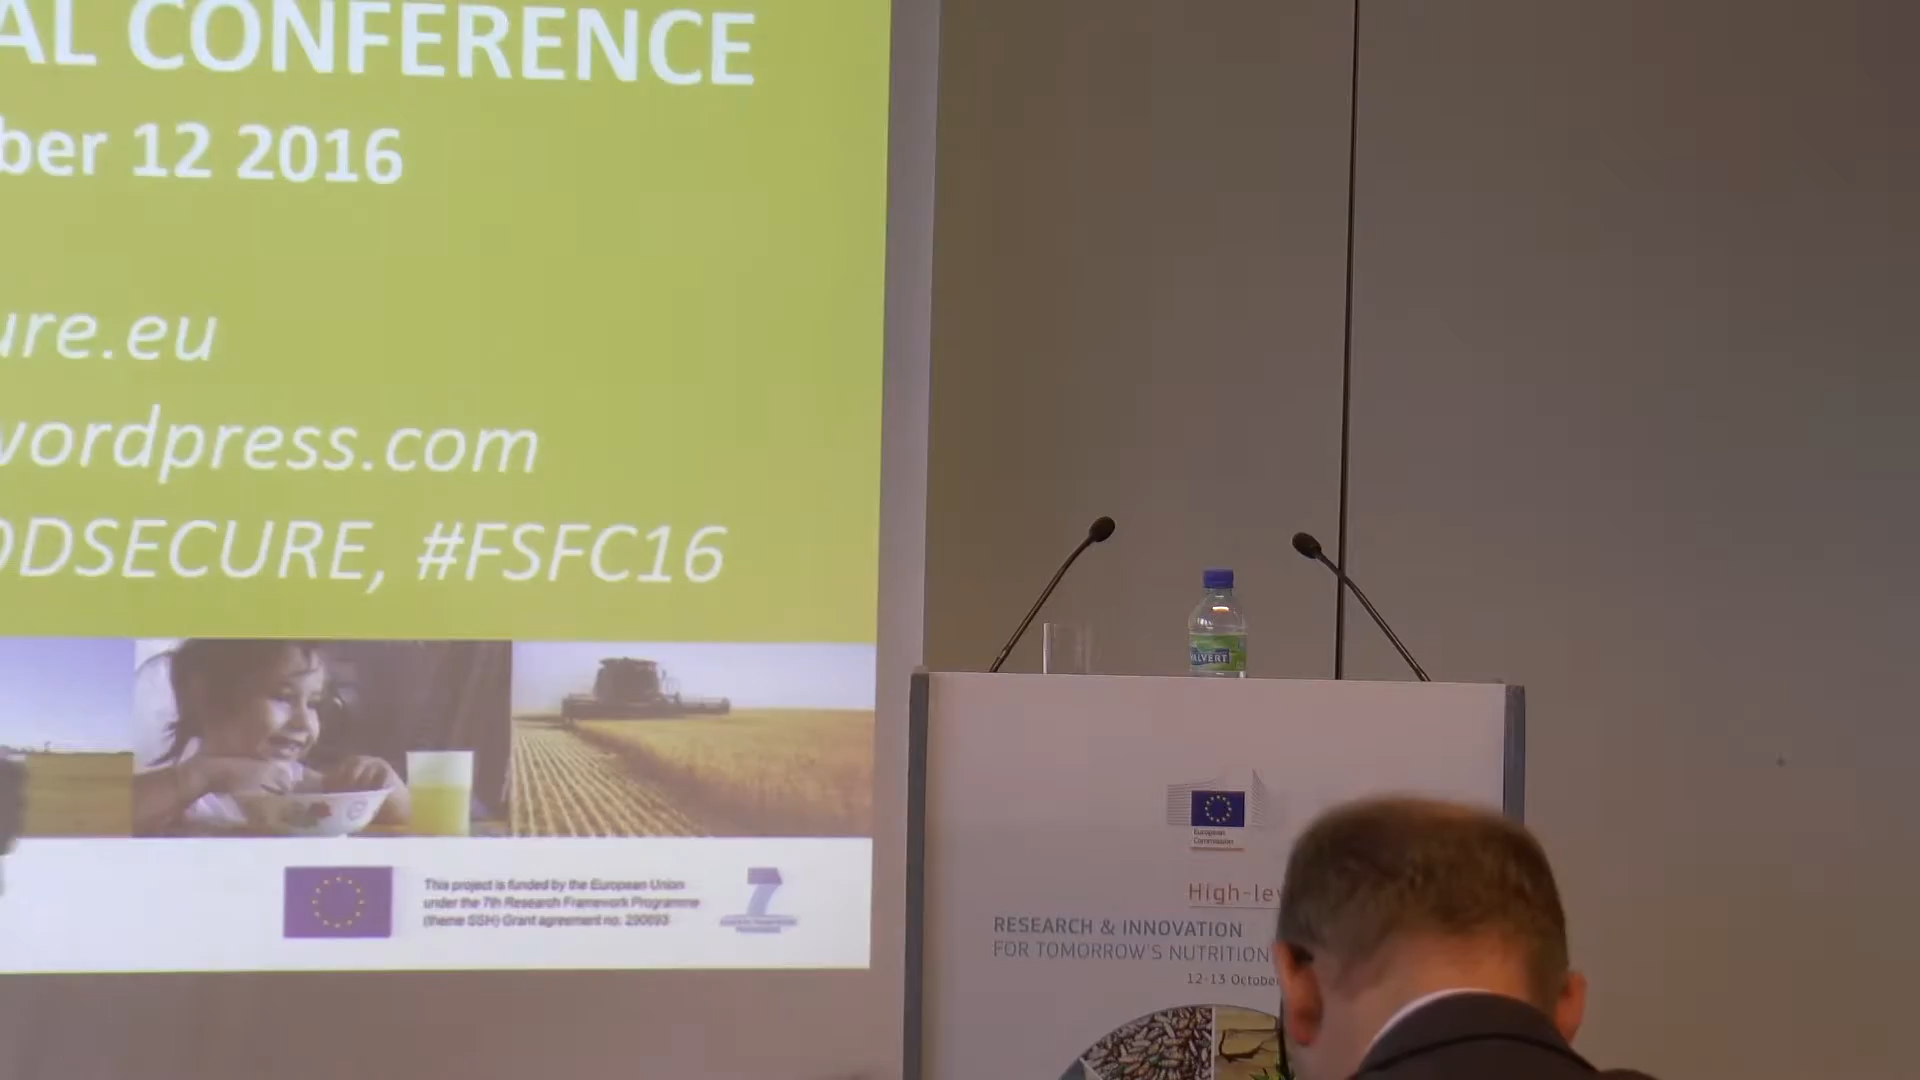 AL CONFERENCE
ber 12 2016
ure.eu
wordpress.com
ODSECURE, #FSFC16
This project is funded by the European Union
under the 7th Research Framework Programme
(theme SSH) Grant agreement no. 290693
ALVERT
European
Commission
High-lev
RESEARCH & INNOVATION
FOR TOMORROW'S NUTRITION
12-13 October